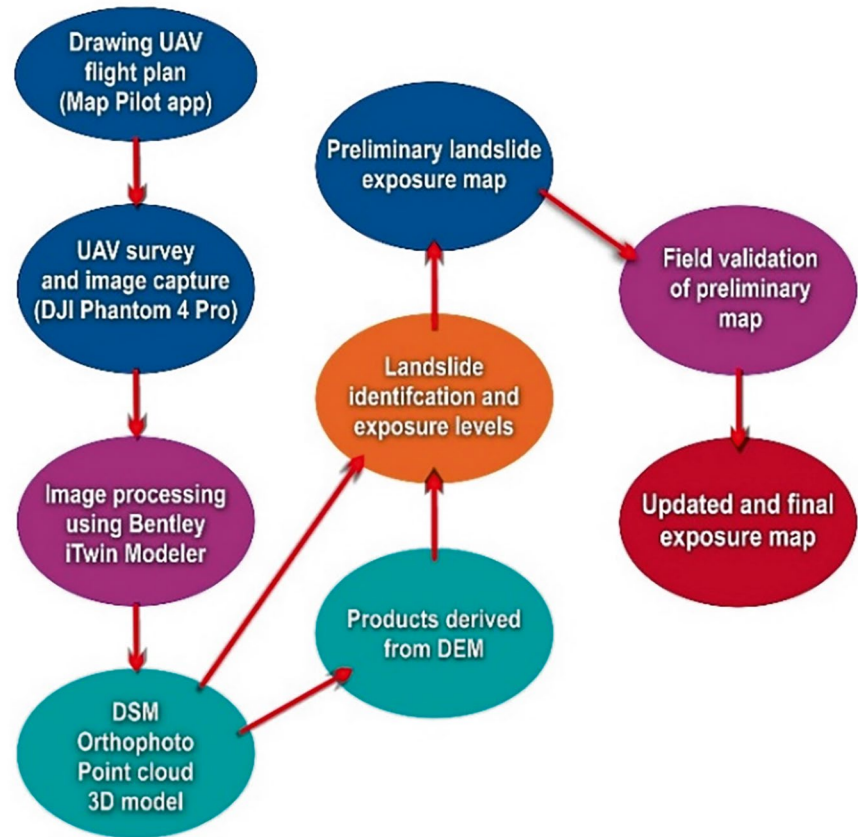 Drawing UAV
flight plan
(Map Pilot app)
UAV survey
and image capture
(DJI Phantom 4 Pro)
Image processing
using Bentley
iTwin Modeler
DSM
Orthophoto
Point cloud
3D model
Products derived
from DEM
Landslide
identifcation and
exposure levels
Preliminary landslide
exposure map
Field validation
of preliminary
map
Updated and final
exposure map